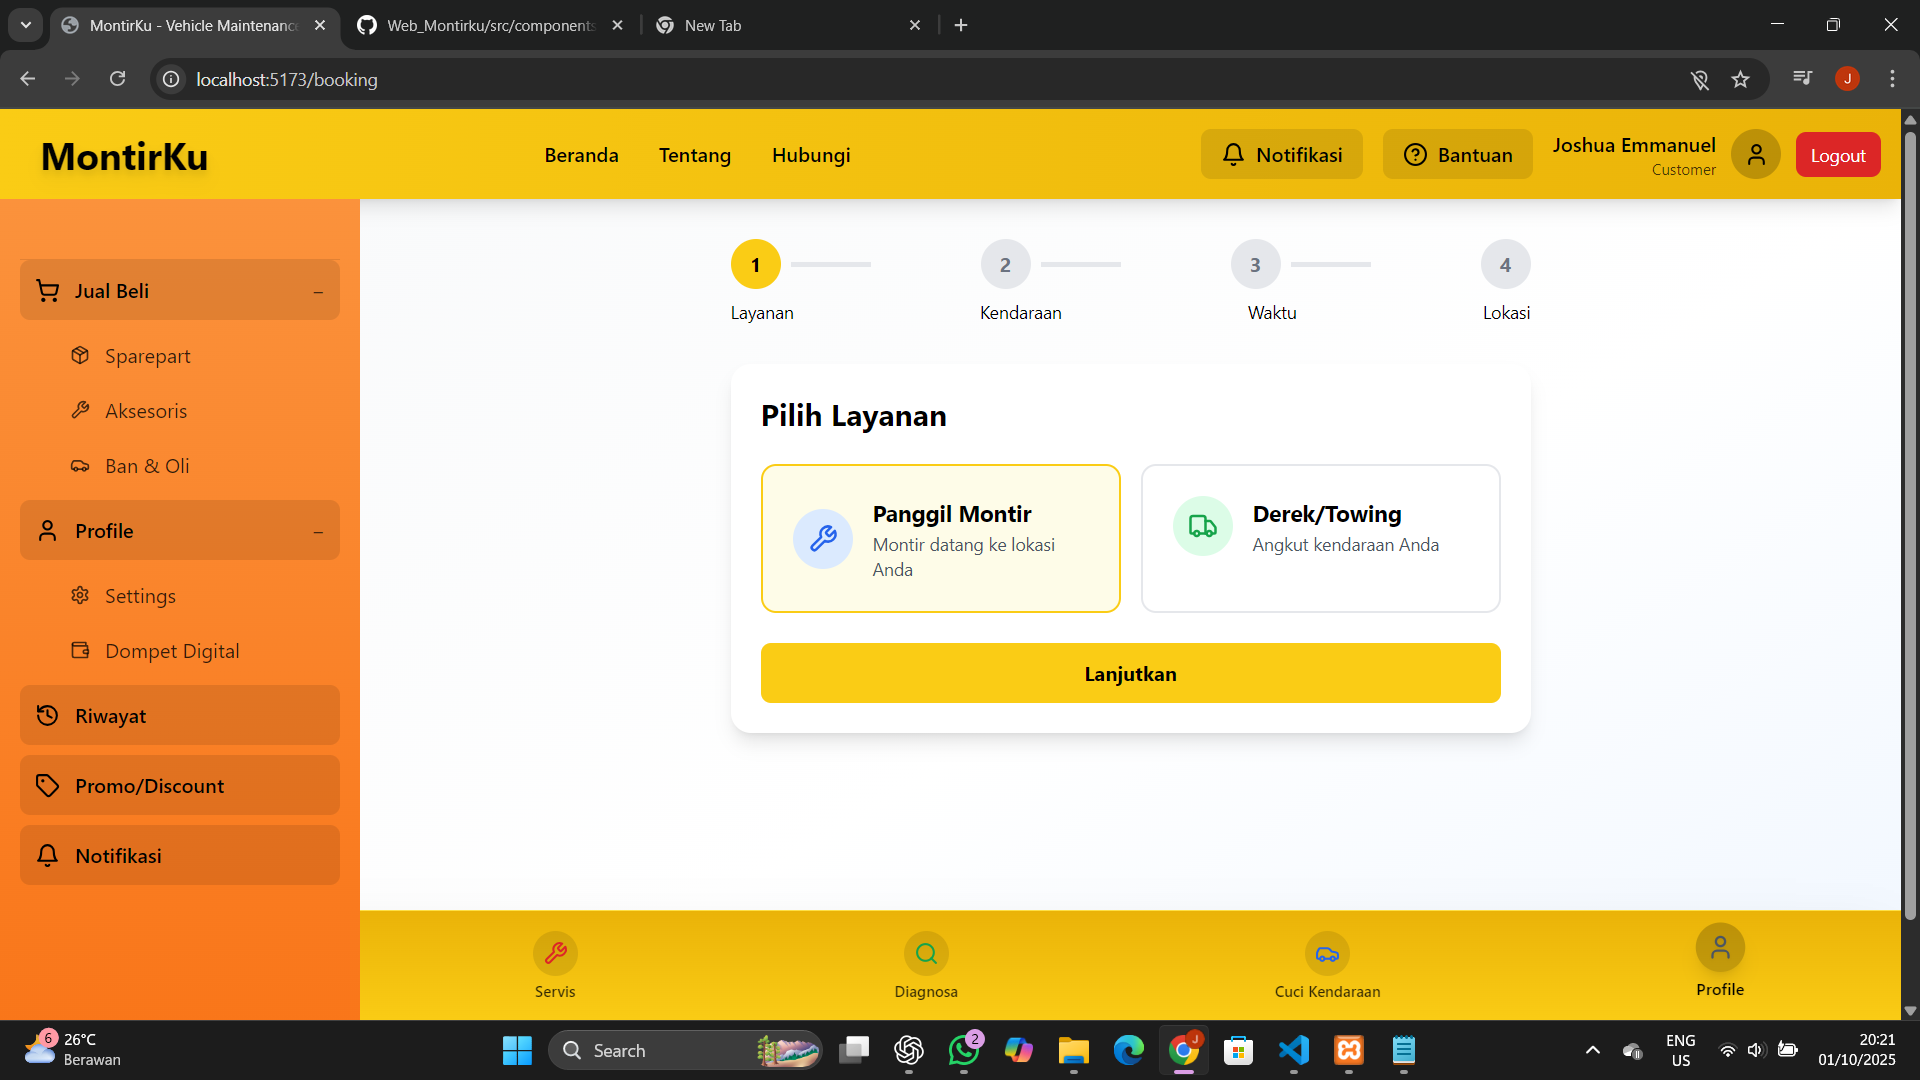 MontirKu - Vehicle Maintenance
Web_Montirku/src/components
New Tab
localhost:5173/booking
J
MontirKu
Beranda
Tentang
Hubungi
Notifikasi
Bantuan
Joshua Emmanuel
Customer
Logout
Jual Beli
Sparepart
Aksesoris
Ban & Oli
Profile
Settings
Dompet Digital
Riwayat
Promo/Discount
Notifikasi
1
2
3
4
Layanan
Kendaraan
Waktu
Lokasi
Pilih Layanan
Panggil Montir
Montir datang ke lokasi
Anda
Derek/Towing
Angkut kendaraan Anda
Lanjutkan
Servis
Diagnosa
Cuci Kendaraan
Profile
6
26°C
Berawan
Search
2
J
ENG
US
20:21
01/10/2025